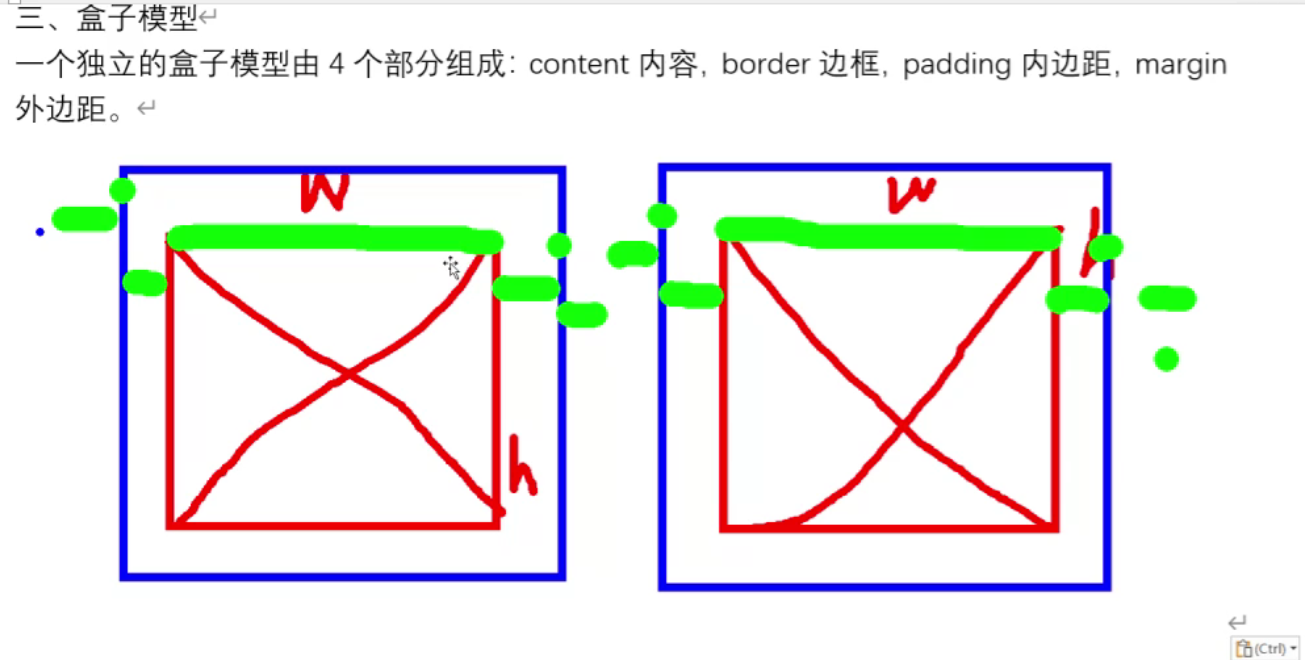 三、盒子模型
一个独立的盒子模型由 4 个部分组成：content 内容，border 边框，padding 内边距，margin
外边距。
W
w
h
(Ctrl)